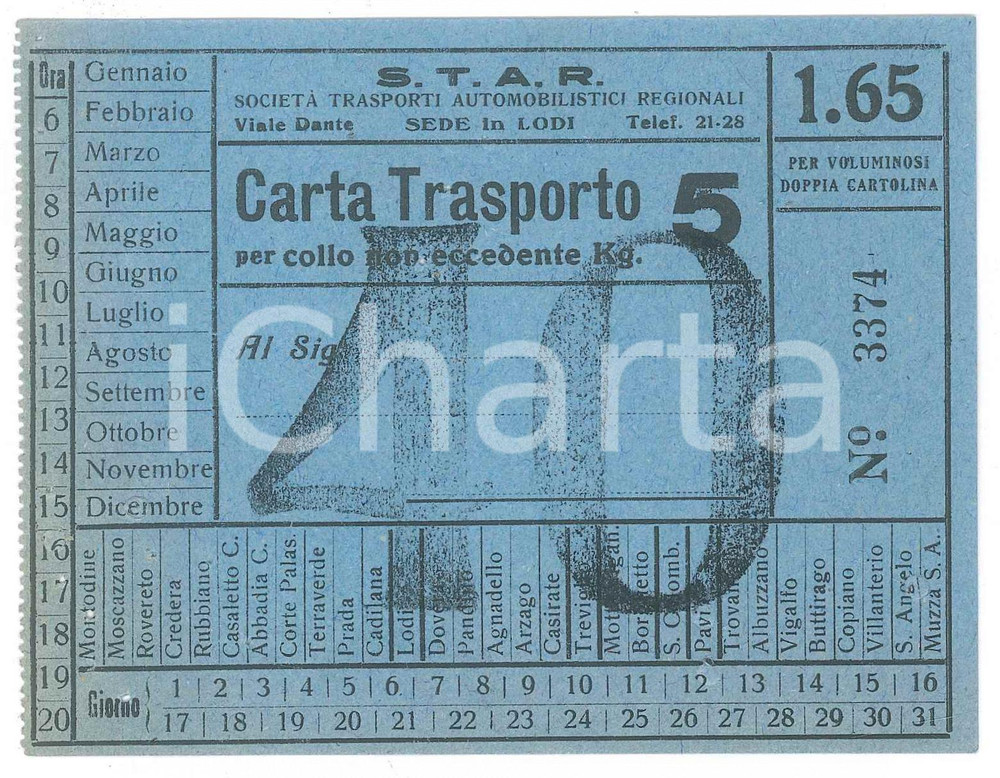 S. T. A. R.
SOCIETÀ TRASPORTI AUTOMOBILISTICI REGIONALI
Viale Dante SEDE in LODI Telef. 21-28
1.65
PER VOLUMINOSI
DOPPIA CARTOLINA
Carta Trasporto 5
per collo non eccedente Kg.
40
Al Sig
No. 3374
iCharta
Ora
6
7
8
9
10
11
12
13
14
15
16
17
18
19
20
Gennaio
Febbraio
Marzo
Aprile
Maggio
Giugno
Luglio
Agosto
Settembre
Ottobre
Novembre
Dicembre
Montodine
Moscazzano
Rovereto
Credera
Rubbiano
Casaletto C.
Abbadia C.
Corte Palas.
Terraverde
Prada
Cadilana
Lodi
Pandino
Agnadello
Arzago
Casirate
S. Colomb.
Albuzzano
Vigalfo
Buttirago
Copiano
Villanterio
S. Angelo
Muzza S. A.
Giorno
1 2 3 4 5 6 7 8 9 10 11 12 13 14 15 16
17 18 19 20 21 22 23 24 25 26 27 28 29 30 31